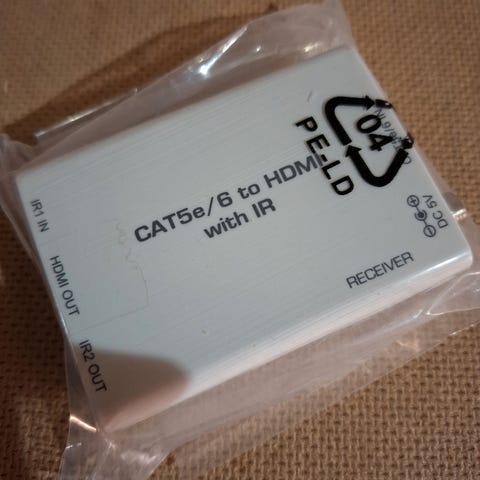 CAT5e/6 to HDMI
with IR
IR1 IN
HDMI OUT
IR2 OUT
RECEIVER
DC 5V
04
PE-LD